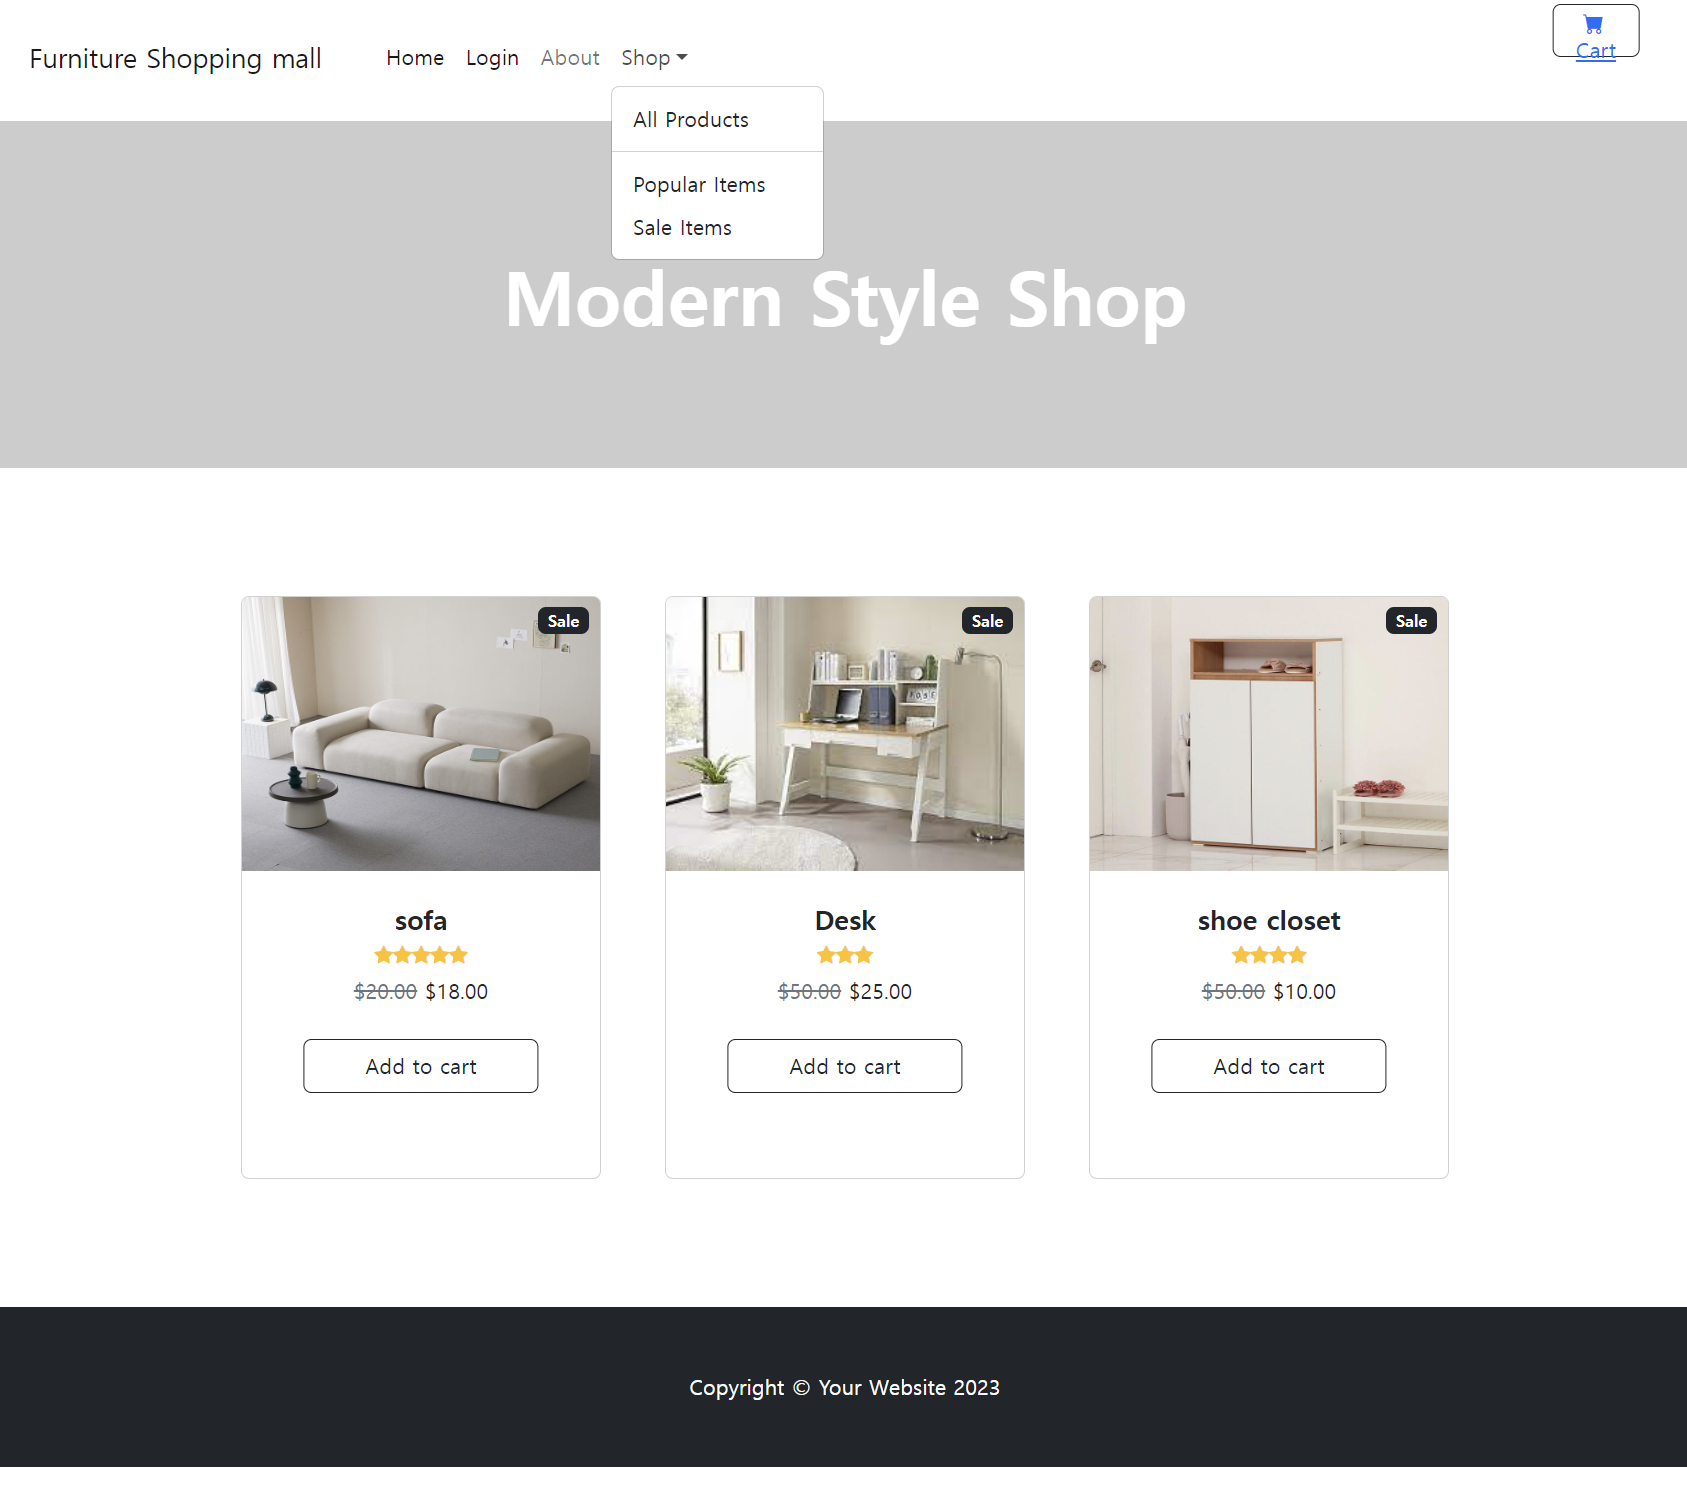 Furniture Shopping mall Home Login About Shop
Cart
All Products
Popular Items
Sale Items
Modern Style Shop
Sale Sale Sale
sofa Desk shoe closet
$20.00 $18.00 $50.00 $25.00 $50.00 $10.00
Add to cart Add to cart Add to cart
Copyright © Your Website 2023